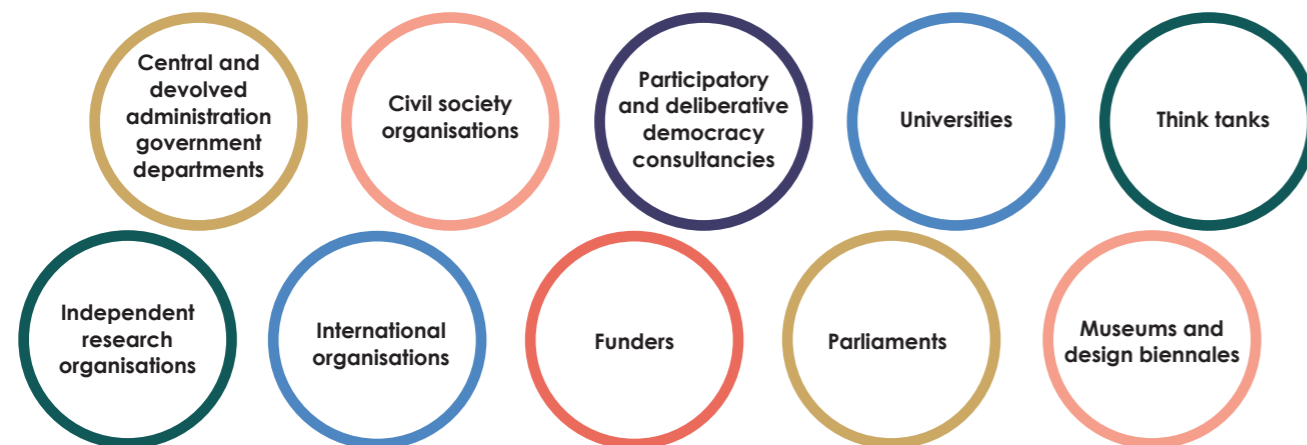 Central and
devolved
administration
government
departments
Civil society
organisations
Participatory
and deliberative
democracy
consultancies
Universities
Think tanks
Independent
research
organisations
International
organisations
Funders
Parliaments
Museums and
design biennales